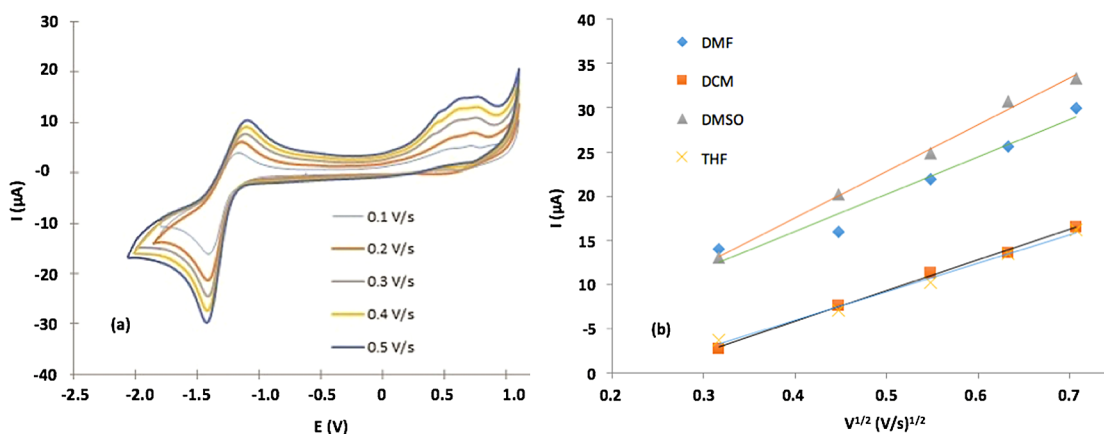 30
20
10
-0
-10
-20
-30
-40
I (µA)
-2.5
-2.0
-1.5
-1.0
-0.5
0
0.5
1.0
E (V)
0.1 V/s
0.2 V/s
0.3 V/s
0.4 V/s
0.5 V/s
(a)
40
35
30
25
20
15
10
-5
0
I (µA)
0.2
0.3
0.4
0.5
0.6
0.7
V^1/2 (V/s)^1/2
DMF
DCM
DMSO
THF
(b)